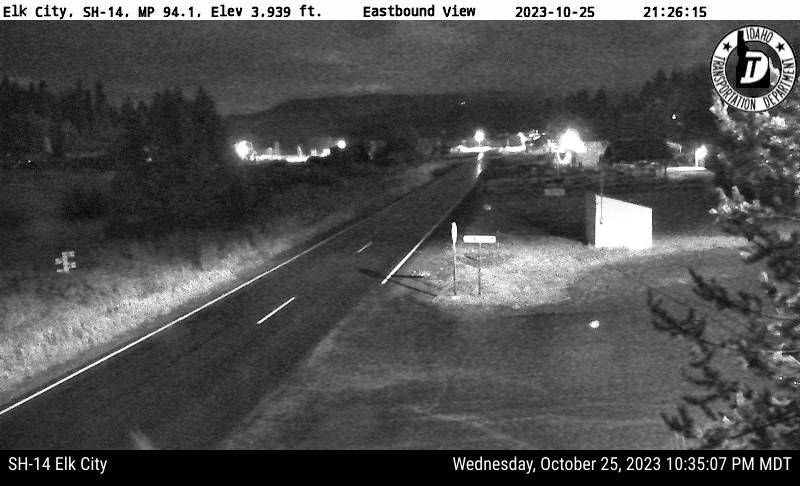 Elk City, SH-14, MP 94.1, Elev 3,939 ft. Eastbound View 2023-10-25 21:26:15
IDAHO
TRANSPORTATION DEPARTMENT
SH-14 Elk City Wednesday, October 25, 2023 10:35:07 PM MDT